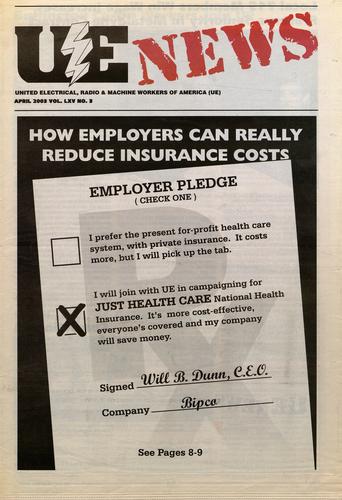 UE NEWS
UNITED ELECTRICAL, RADIO & MACHINE WORKERS OF AMERICA (UE)
APRIL 2003 VOL. LXV NO. 3
HOW EMPLOYERS CAN REALLY
REDUCE INSURANCE COSTS
EMPLOYER PLEDGE
( CHECK ONE )
I prefer the present for-profit health care
system, with private insurance. It costs
more, but I will pick up the tab.
X
I will join with UE in campaigning for
JUST HEALTH CARE National Health
Insurance. It's more cost-effective,
everyone's covered and my company
will save money.
Signed Will B. Dunn, C.E.O.
Company Bipco
See Pages 8-9